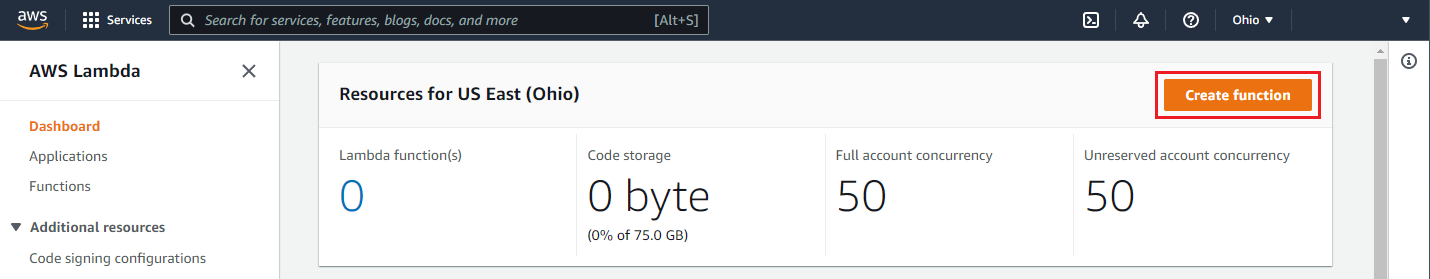 aws Services Search for services, features, blogs, docs, and more [Alt+S] Ohio
AWS Lambda
Dashboard
Applications
Functions
Additional resources
Code signing configurations
Resources for US East (Ohio) Create function
Lambda function(s) Code storage Full account concurrency Unreserved account concurrency
0 0 byte 50 50
(0% of 75.0 GB)